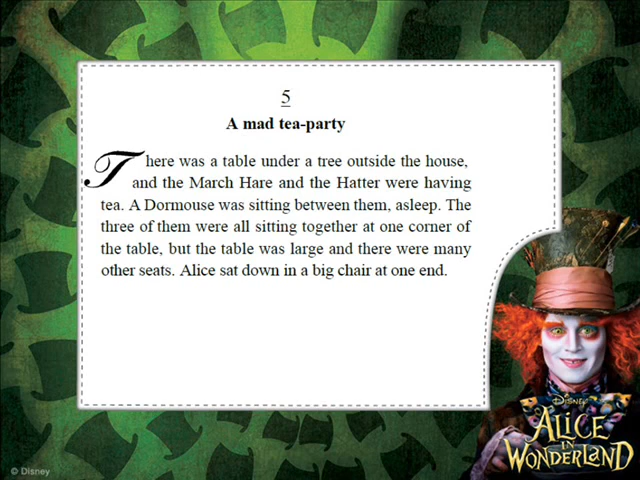 5
A mad tea-party
There was a table under a tree outside the house,
and the March Hare and the Hatter were having
tea. A Dormouse was sitting between them, asleep. The
three of them were all sitting together at one corner of
the table, but the table was large and there were many
other seats. Alice sat down in a big chair at one end.
DISNEY
ALICE
IN
WONDERLAND
© Disney